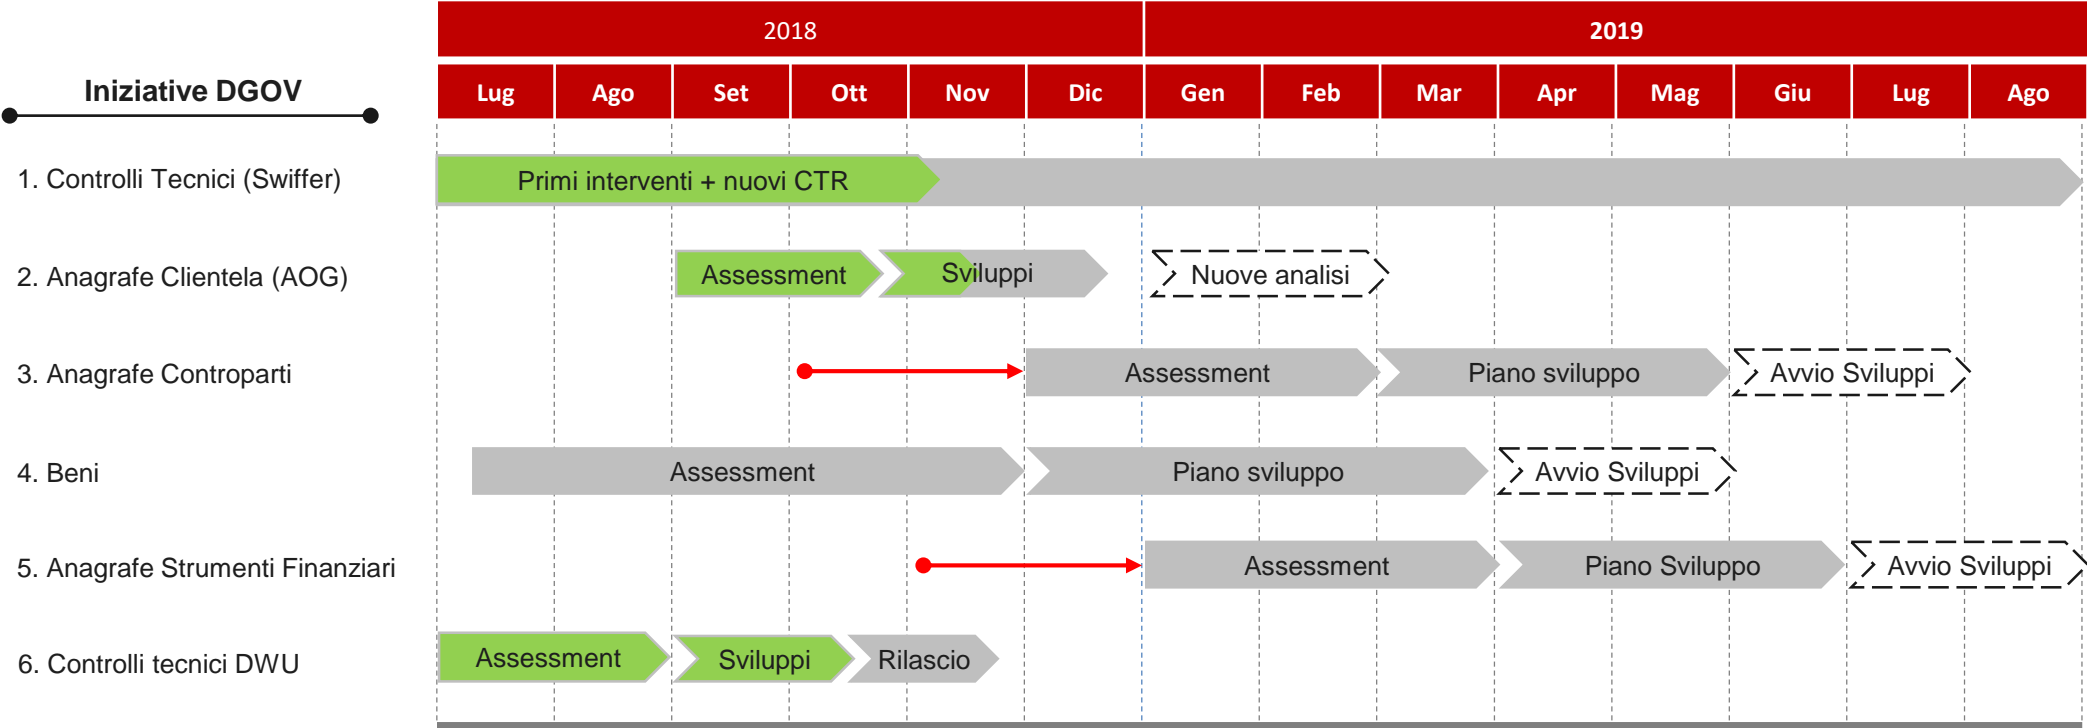 2018
2019
Iniziative DGOV
Lug Ago Set Ott Nov Dic Gen Feb Mar Apr Mag Giu Lug Ago
1. Controlli Tecnici (Swiffer)
Primi interventi + nuovi CTR
2. Anagrafe Clientela (AOG)
Assessment
Sviluppi
Nuove analisi
3. Anagrafe Controparti
Assessment
Piano sviluppo
Avvio Sviluppi
4. Beni
Assessment
Piano sviluppo
Avvio Sviluppi
5. Anagrafe Strumenti Finanziari
Assessment
Piano Sviluppo
Avvio Sviluppi
6. Controlli tecnici DWU
Assessment
Sviluppi
Rilascio